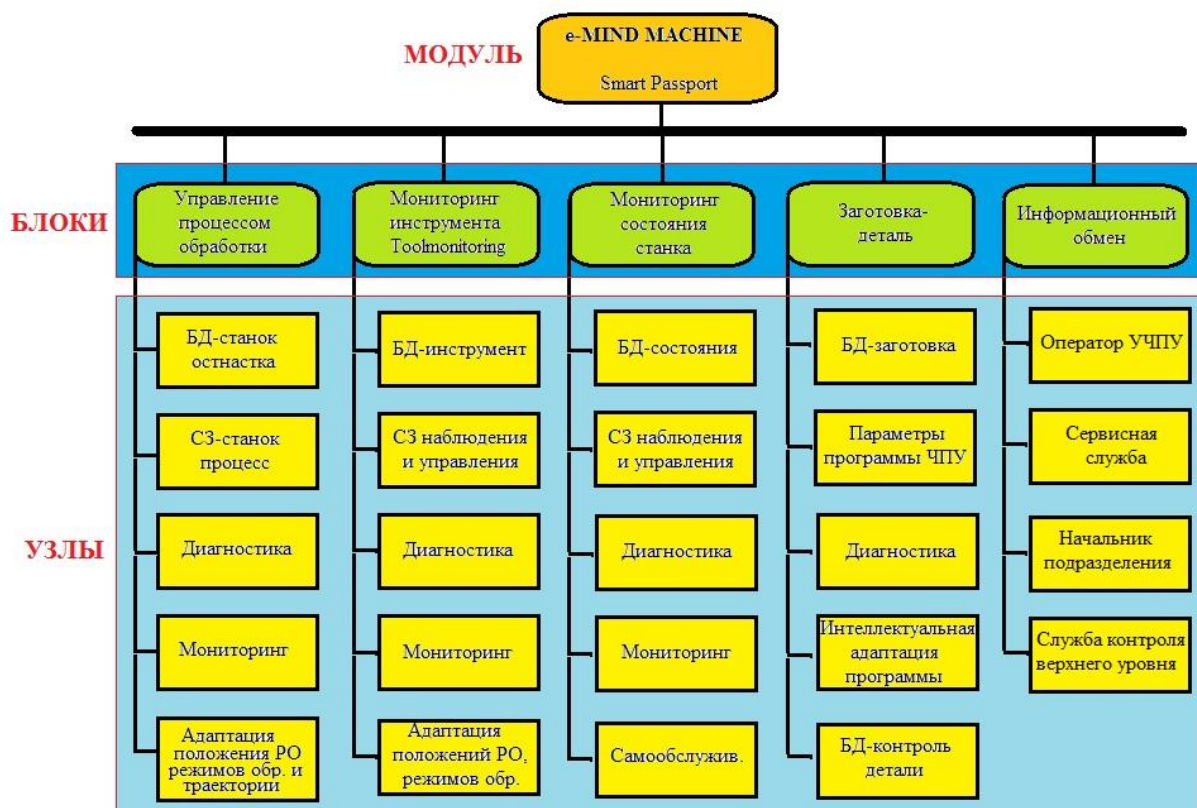 e-MIND MACHINE
Smart Passport
МОДУЛЬ
БЛОКИ
Управление
процессом
обработки
Мониторинг
инструмента
Toolmonitoring
Мониторинг
состояния
станка
Заготовка-
деталь
Информационный
обмен
УЗЛЫ
БД-станок
остнастка
СЗ-станок
процесс
Диагностика
Мониторинг
Адаптация
положения РО
режимов обр. и
траектории
БД-инструмент
СЗ наблюдения
и управления
Диагностика
Мониторинг
Адаптация
положений РО,
режимов обр.
БД-состояния
СЗ наблюдения
и управления
Диагностика
Мониторинг
Самообслужив.
БД-заготовка
Параметры
программы ЧПУ
Диагностика
Интеллектуальная
адаптация
программы
БД-контроль
детали
Оператор УЧПУ
Сервисная
служба
Начальник
подразделения
Служба контроля
верхнего уровня